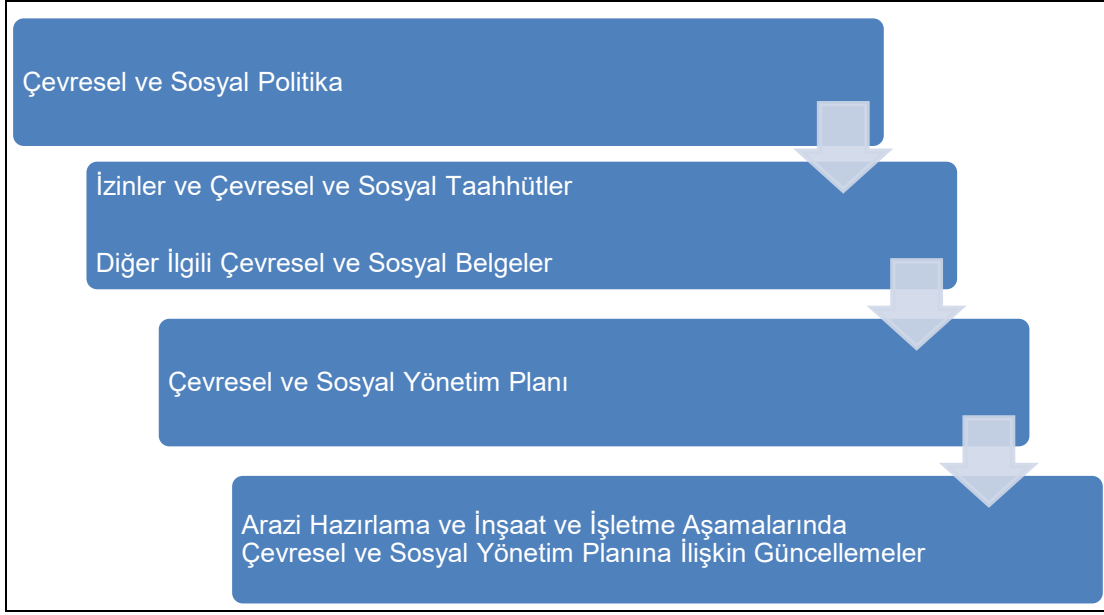 Çevresel ve Sosyal Politika
İzinler ve Çevresel ve Sosyal Taahhütler
Diğer İlgili Çevresel ve Sosyal Belgeler
Çevresel ve Sosyal Yönetim Planı
Arazi Hazırlama ve İnşaat ve İşletme Aşamalarında
Çevresel ve Sosyal Yönetim Planına İlişkin Güncellemeler